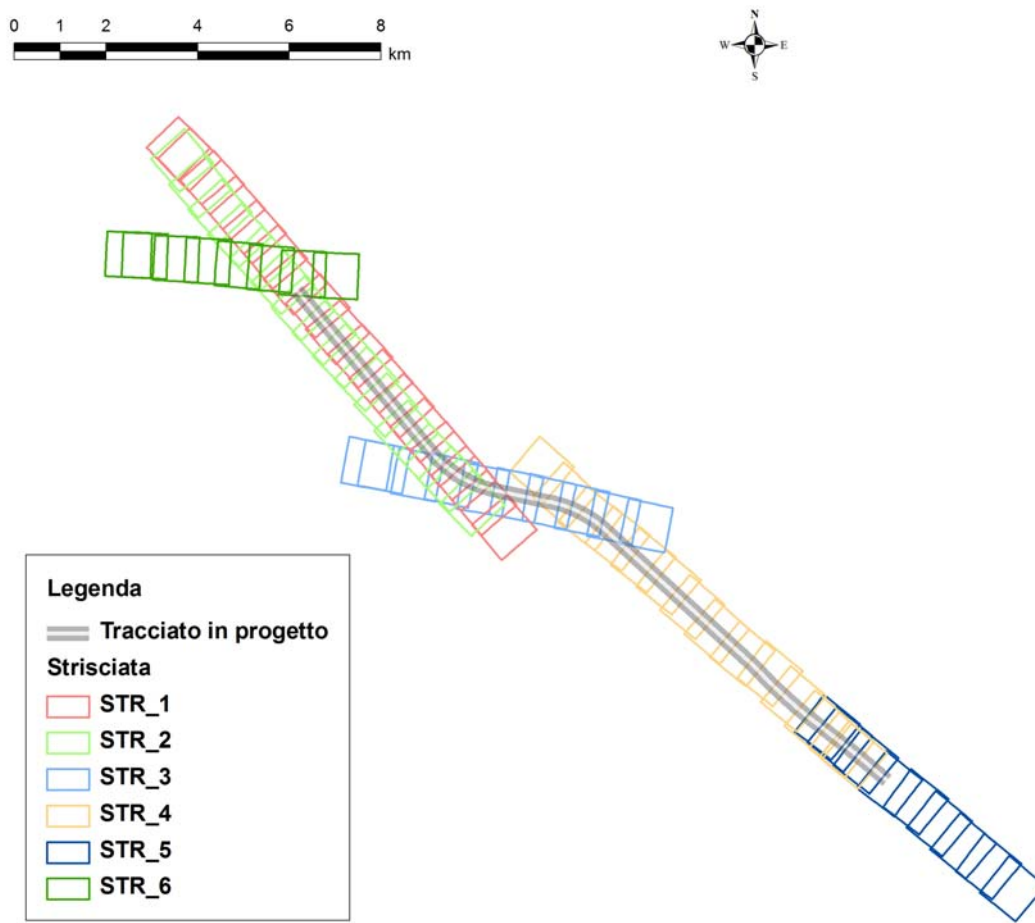 0 1 2 4 6 8
km
N
W E
S
Legenda
Tracciato in progetto
Strisciata
STR_1
STR_2
STR_3
STR_4
STR_5
STR_6